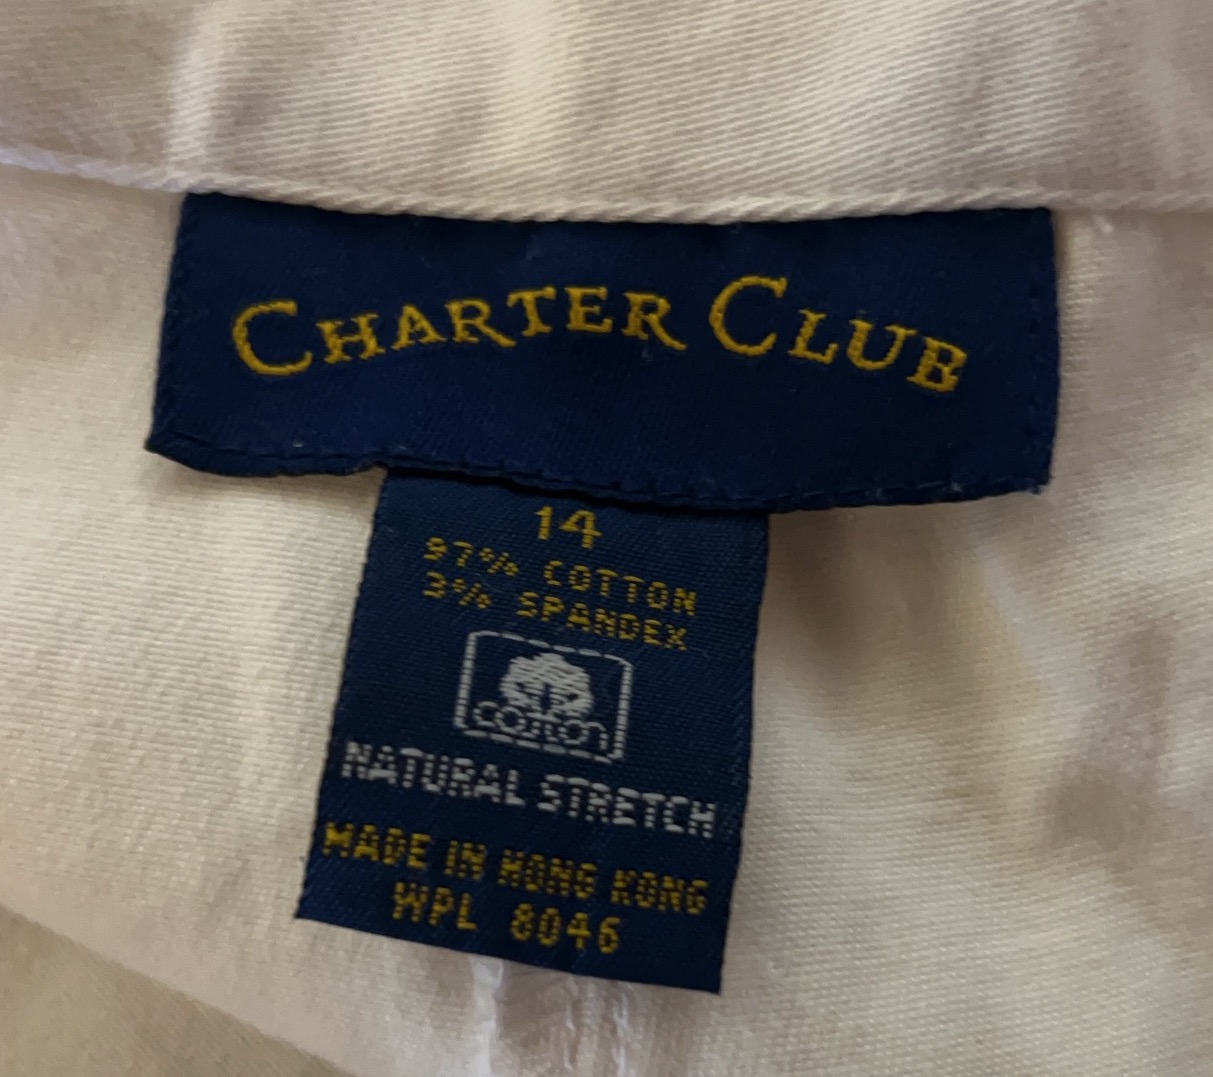 CHARTER CLUB
14
97% COTTON
3% SPANDEX
COTTON
NATURAL STRETCH
MADE IN HONG KONG
WPL 8046